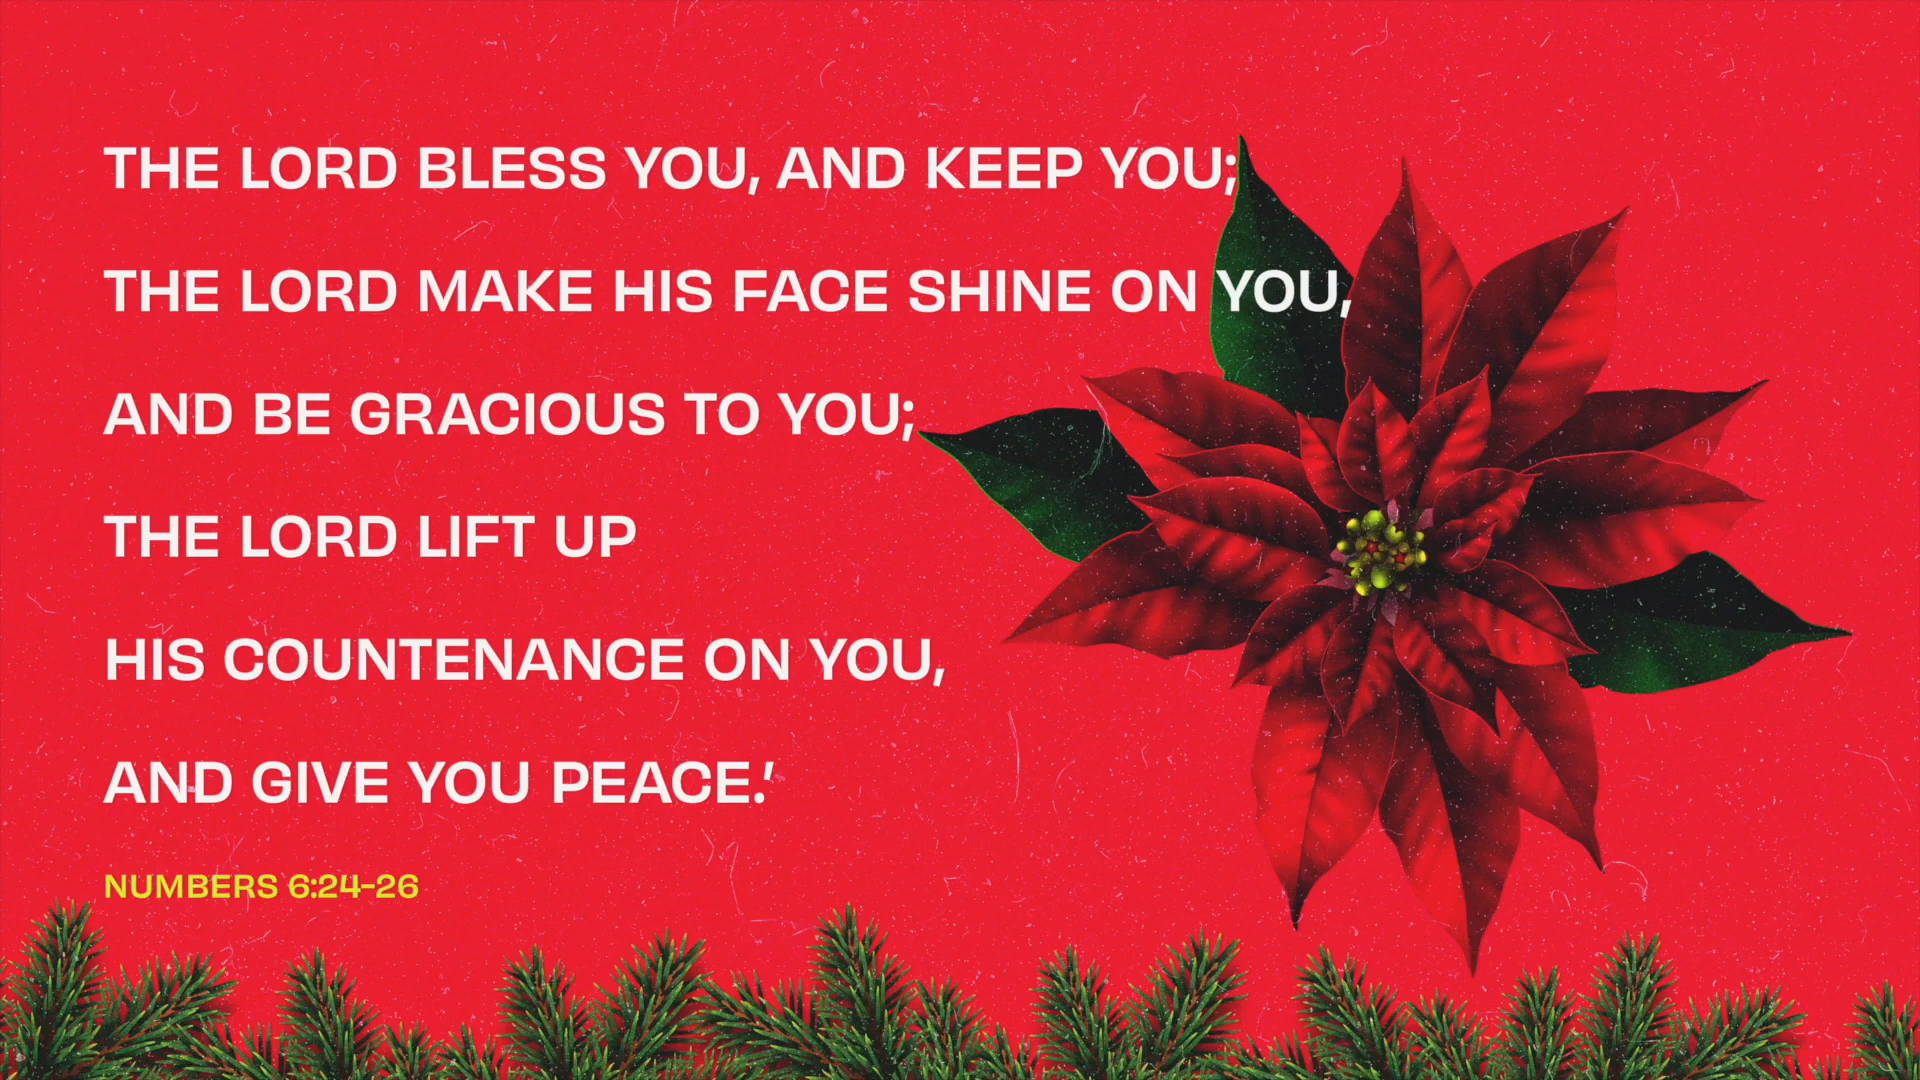 THE LORD BLESS YOU, AND KEEP YOU;
THE LORD MAKE HIS FACE SHINE ON YOU,
AND BE GRACIOUS TO YOU;
THE LORD LIFT UP
HIS COUNTENANCE ON YOU,
AND GIVE YOU PEACE.'
NUMBERS 6:24-26